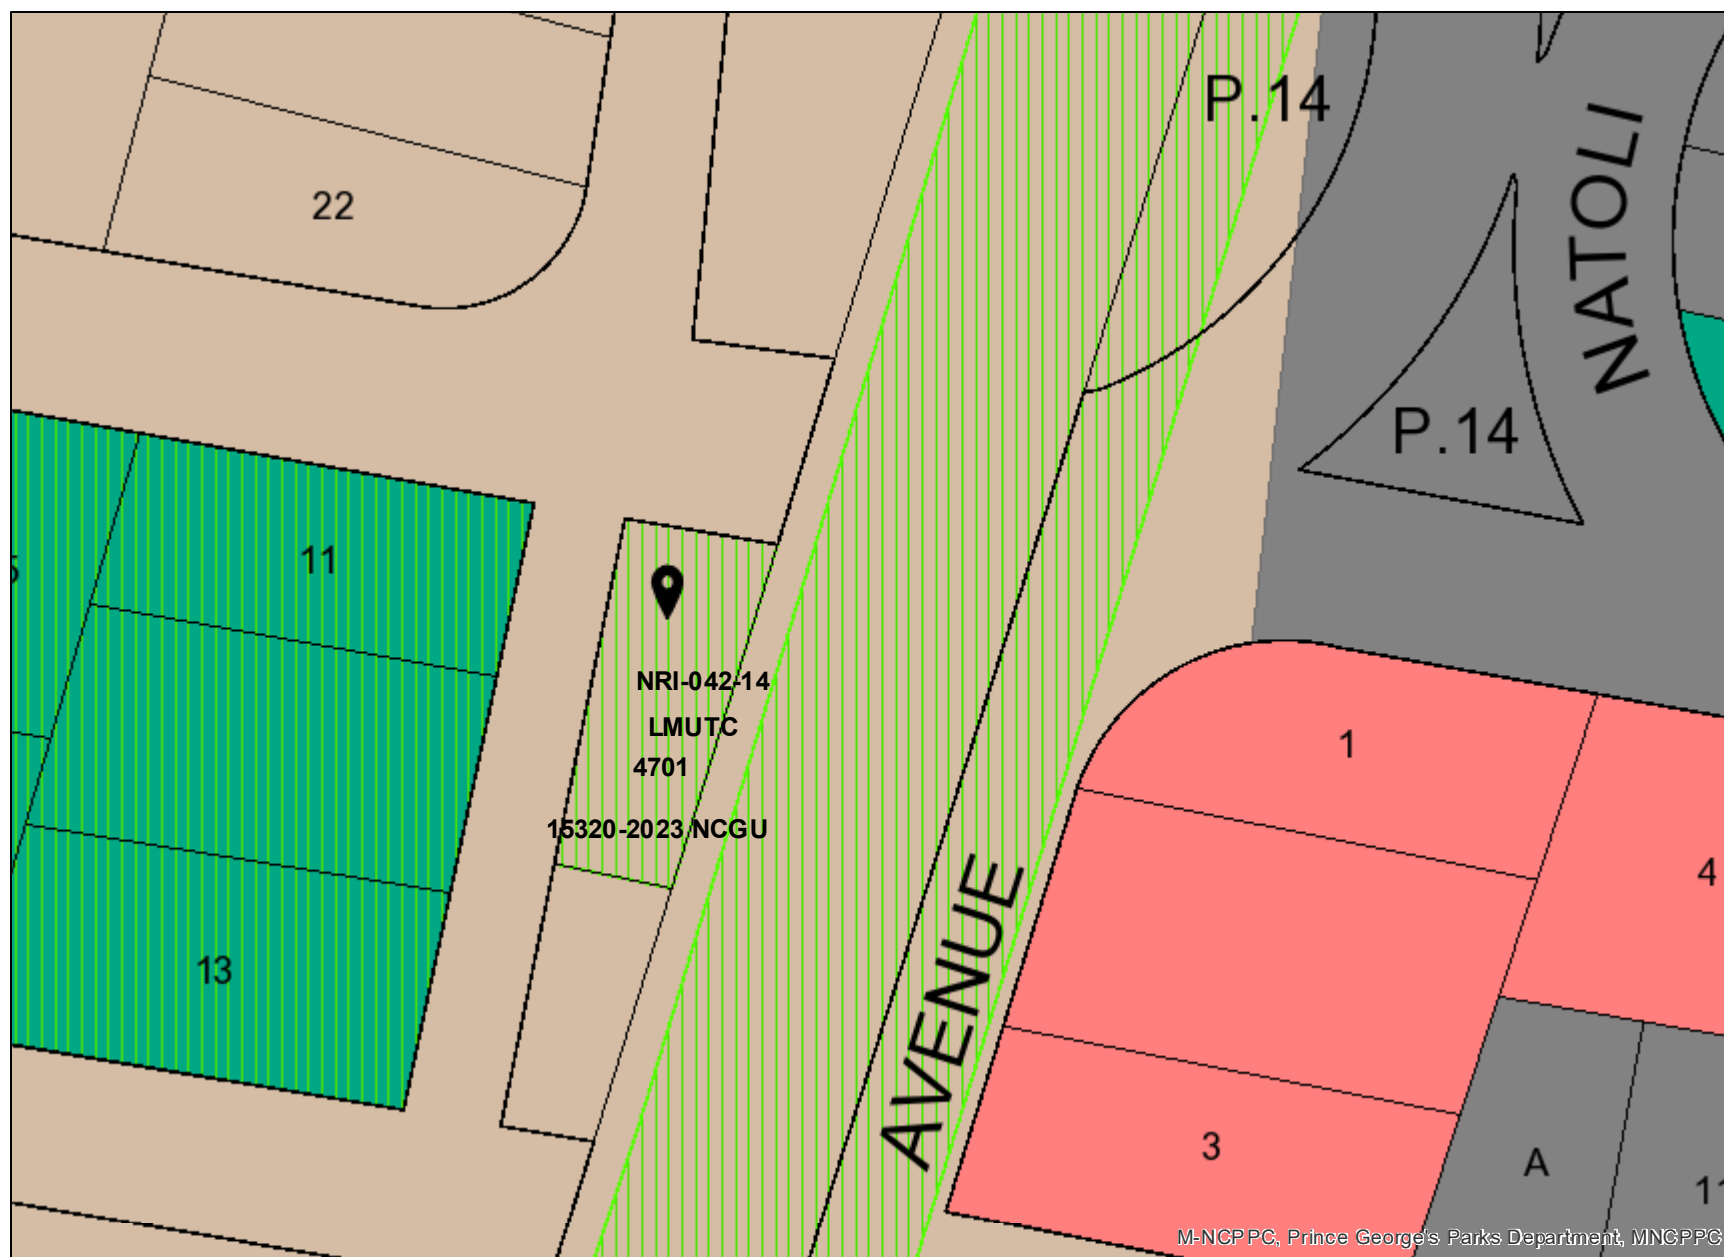 P.14
NATOLI
22
P.14
11
NRI-042-14
LMUTC
4701
15320-2023 NCGU
1
4
AVENUE
13
3
A
11
M-NCPPC, Prince George's Parks Department, MNCPPC